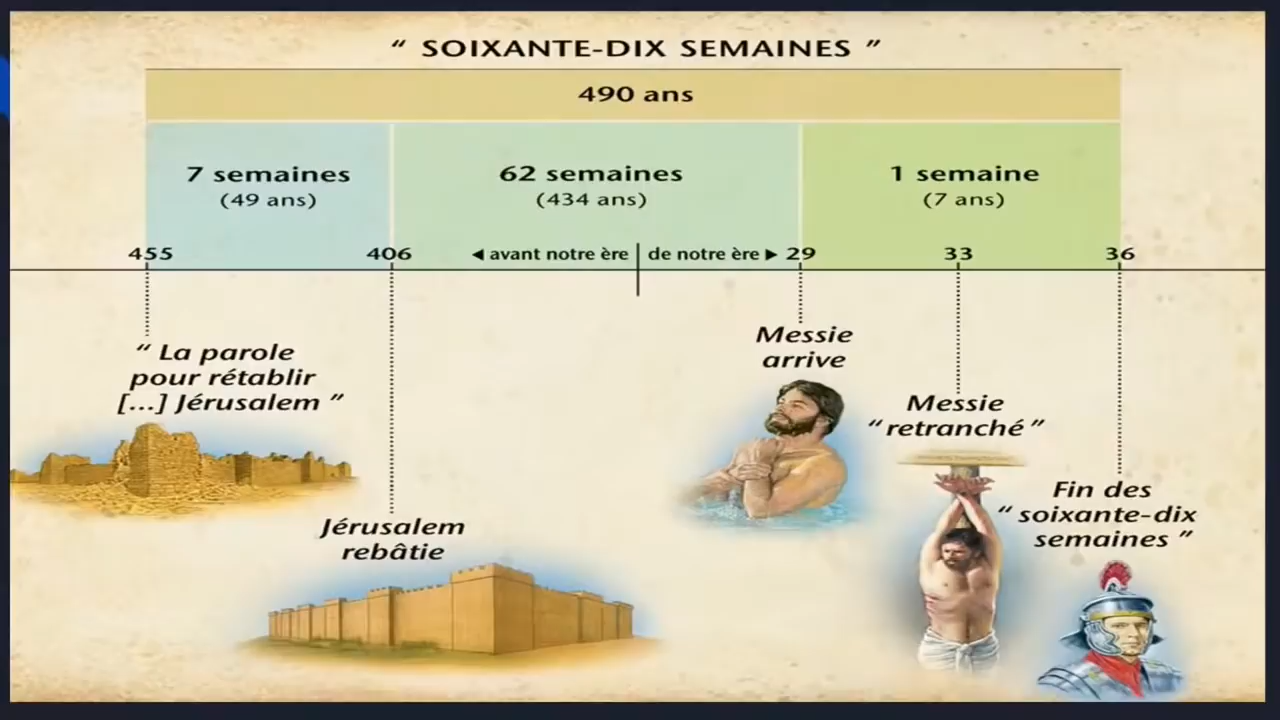 “ SOIXANTE-DIX SEMAINES ”
490 ans
7 semaines
(49 ans)
62 semaines
(434 ans)
1 semaine
(7 ans)
455
406
◄ avant notre ère
de notre ère ►
29
33
36
“ La parole
pour rétablir
[...] Jérusalem ”
Jérusalem
rebâtie
Messie
arrive
Messie
“ retranché ”
Fin des
“ soixante-dix
semaines ”